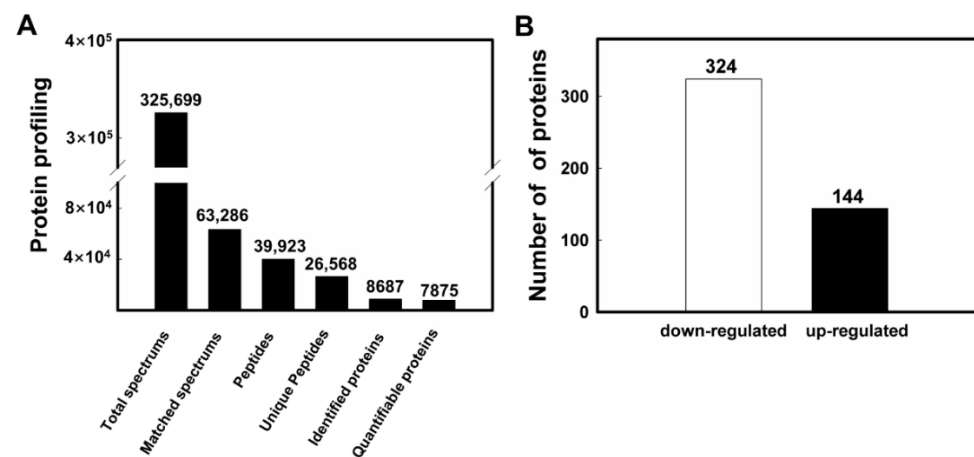 A
Protein profiling
4×10⁵
3×10⁵
8×10⁴
4×10⁴
325,699
63,286
39,923
26,568
8687
7875
Total spectrums
Matched spectrums
Peptides
Unique Peptides
Identified proteins
Quantifiable proteins
B
Number of of proteins
300
200
100
0
324
144
down-regulated
up-regulated